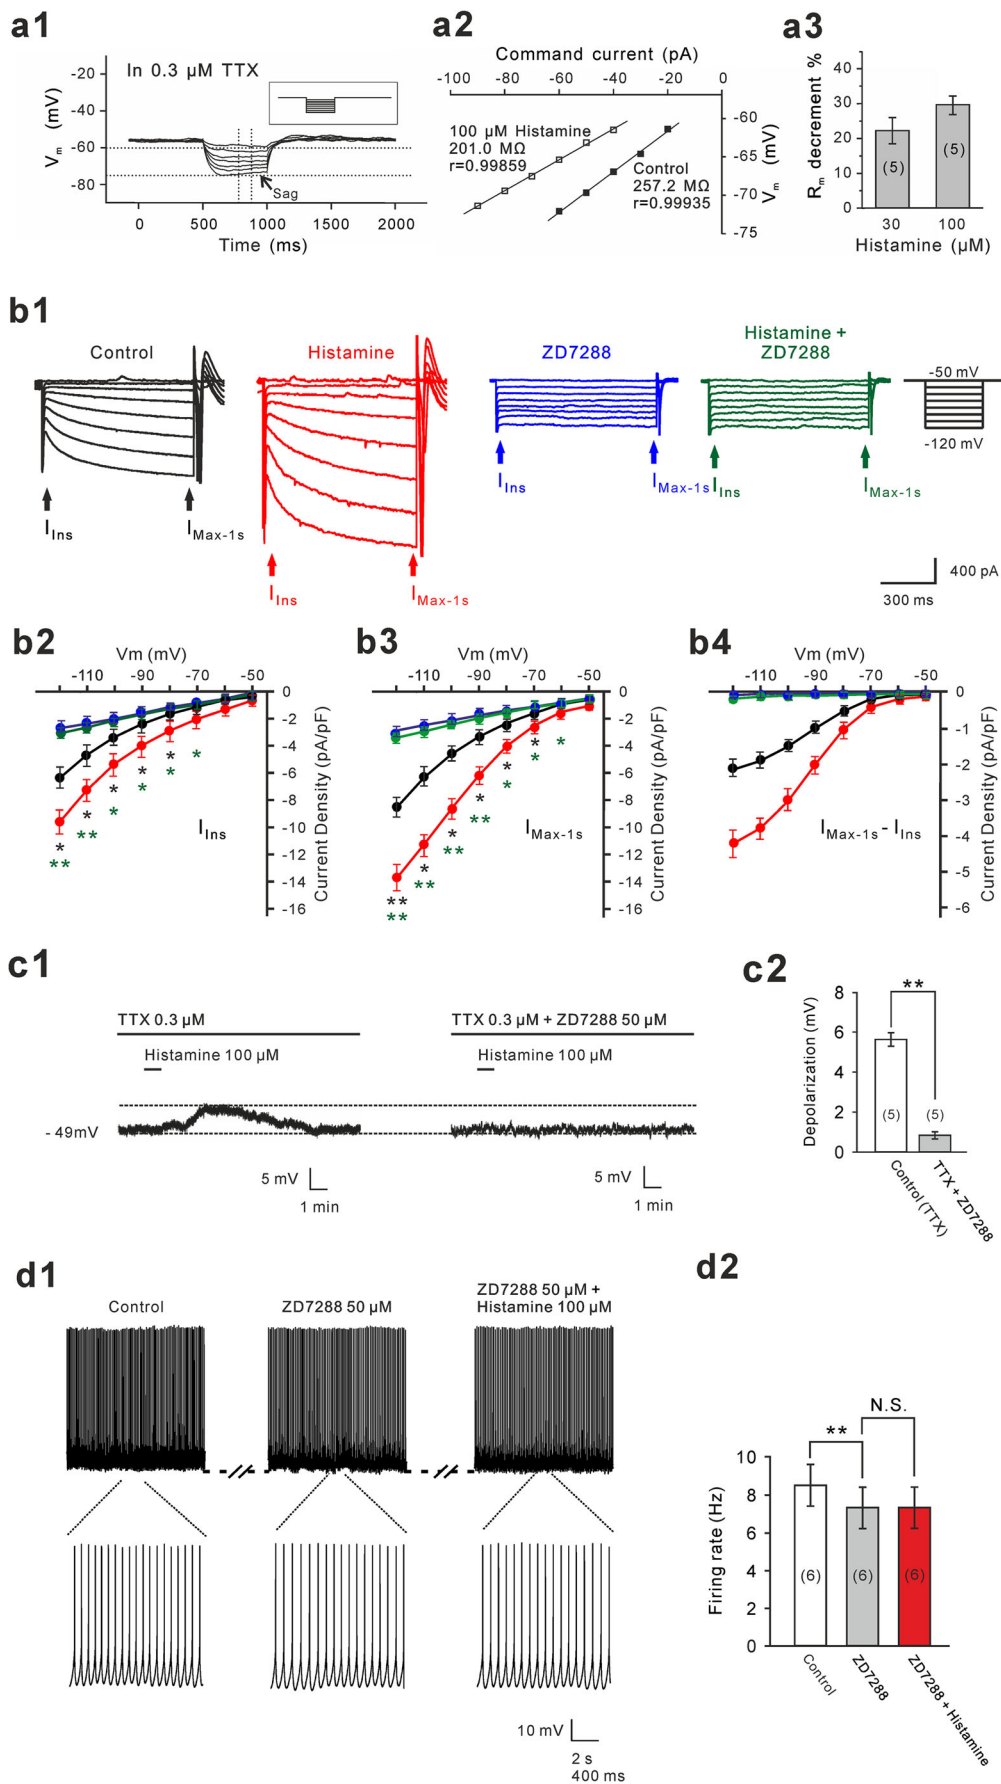 a1
In 0.3 µM TTX
-20
-40
-60
-80
Vm (mV)
Sag
0 500 1000 1500 2000
Time (ms)
a2
Command current (pA)
-100 -80 -60 -40 -20 0
100 µM Histamine
201.0 MΩ
r=0.99859
Control
257.2 MΩ
r=0.99935
-60
-65
-70
-75
Vm (mV)
a3
Rm decrement %
40
30
20
10
0
(5) (5)
30 100
Histamine (µM)
b1
Control
Histamine
ZD7288
Histamine +
ZD7288
-50 mV
-120 mV
IIns IMax-1s
IIns IMax-1s
IIns IMax-1s
IIns IMax-1s
400 pA
300 ms
b2
Vm (mV)
-110 -90 -70 -50
0
-2
-4
-6
-8
-10
-12
-14
-16
Current Density (pA/pF)
* * * * *
** ** * * * *
IIns
b3
Vm (mV)
-110 -90 -70 -50
0
-2
-4
-6
-8
-10
-12
-14
-16
Current Density (pA/pF)
** * * * * *
** ** ** ** * * *
IMax-1s
b4
Vm (mV)
-110 -90 -70 -50
0
-1
-2
-3
-4
-5
-6
Current Density (pA/pF)
IMax-1s - IIns
c1
TTX 0.3 µM
Histamine 100 µM
TTX 0.3 µM + ZD7288 50 µM
Histamine 100 µM
- 49mV
5 mV
1 min
5 mV
1 min
c2
Depolarization (mV)
8
6
4
2
0
**
(5) (5)
Control (TTX)
TTX + ZD7288
d1
Control
ZD7288 50 µM
ZD7288 50 µM +
Histamine 100 µM
10 mV
2 s
400 ms
d2
Firing rate (Hz)
10
8
6
4
2
0
**
N.S.
(6) (6) (6)
Control
ZD7288
ZD7288 + Histamine